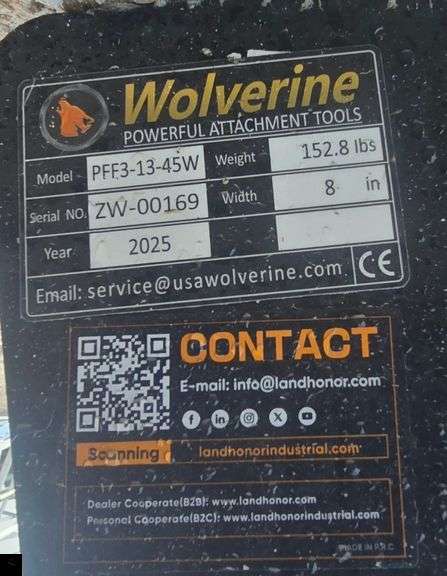 Wolverine
POWERFUL ATTACHMENT TOOLS
Model PFF3-13-45W Weight 152.8 lbs
Serial NO. ZW-00169 Width 8 in
Year 2025
Email: service@usawolverine.com CE
CONTACT
E-mail: info@landhonor.com
Scanning landhonorindustrial.com
Dealer Cooperate(B2B): www.landhonor.com
Personal Cooperate(B2C): www.landhonorindustrial.com
MADE IN P.R.C